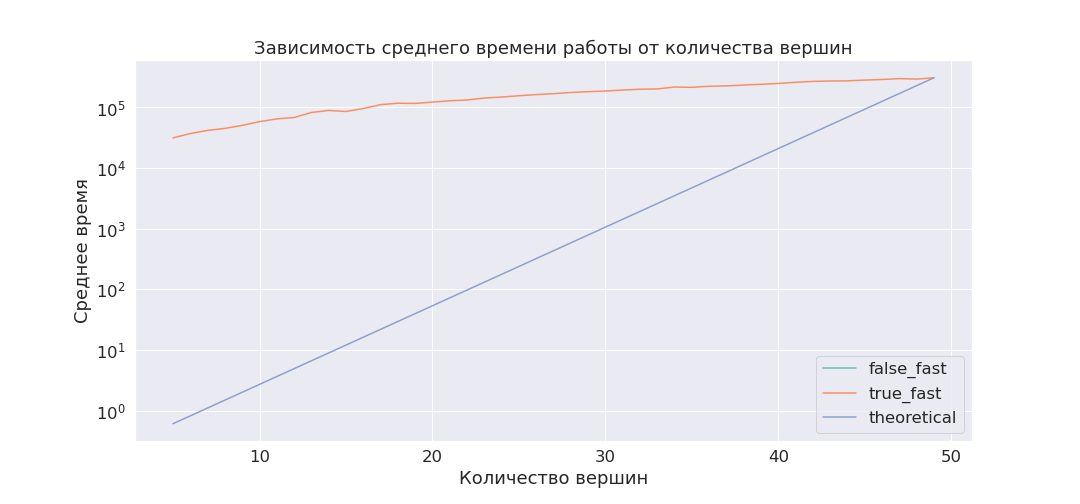 Зависимость среднего времени работы от количества вершин
Среднее время
10^5
10^4
10^3
10^2
10^1
10^0
10 20 30 40 50
Количество вершин
false_fast
true_fast
theoretical